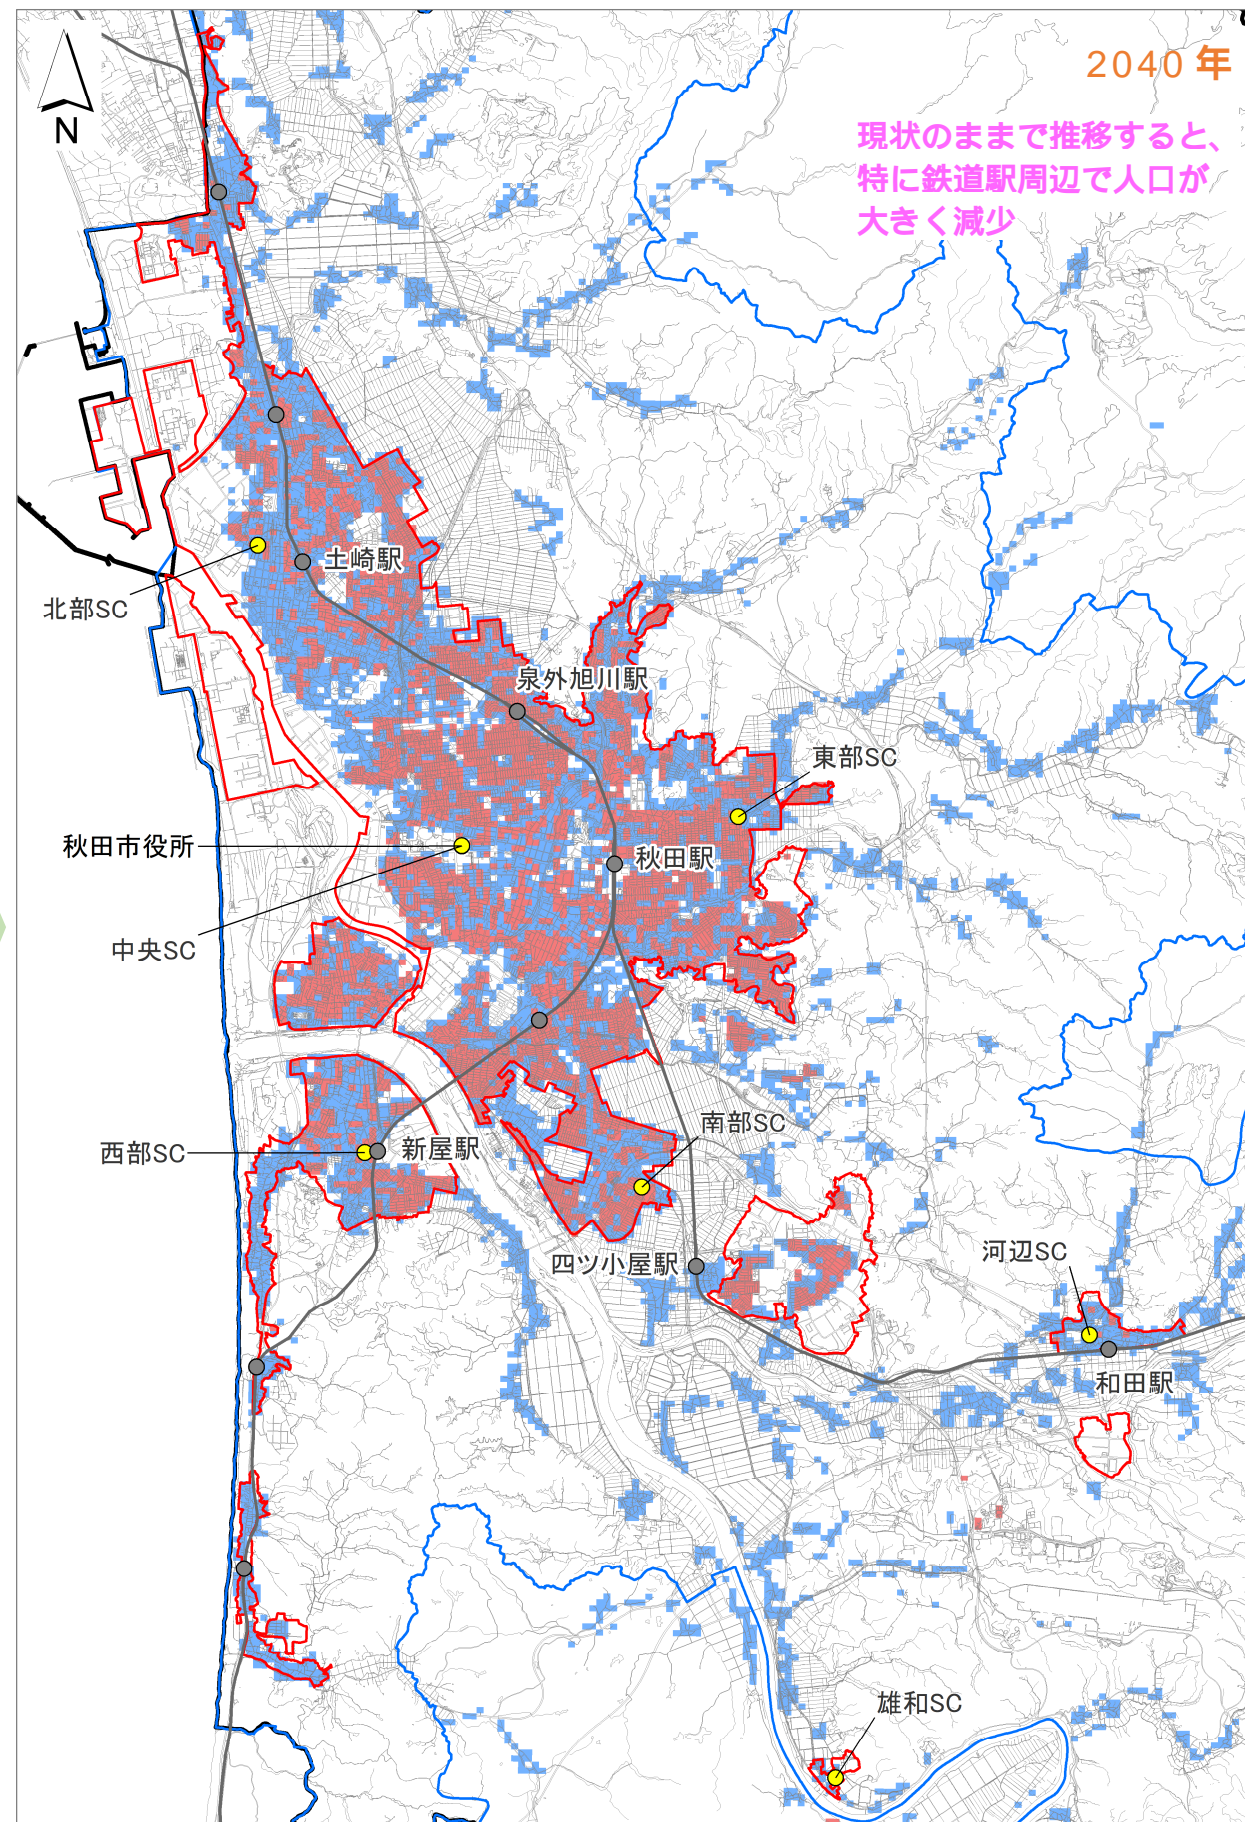 2040 年
N
現状のままで推移すると、
特に鉄道駅周辺で人口が
大きく減少
土崎駅
北部SC
泉外旭川駅
東部SC
秋田市役所
秋田駅
中央SC
南部SC
西部SC
新屋駅
四ツ小屋駅
河辺SC
和田駅
雄和SC